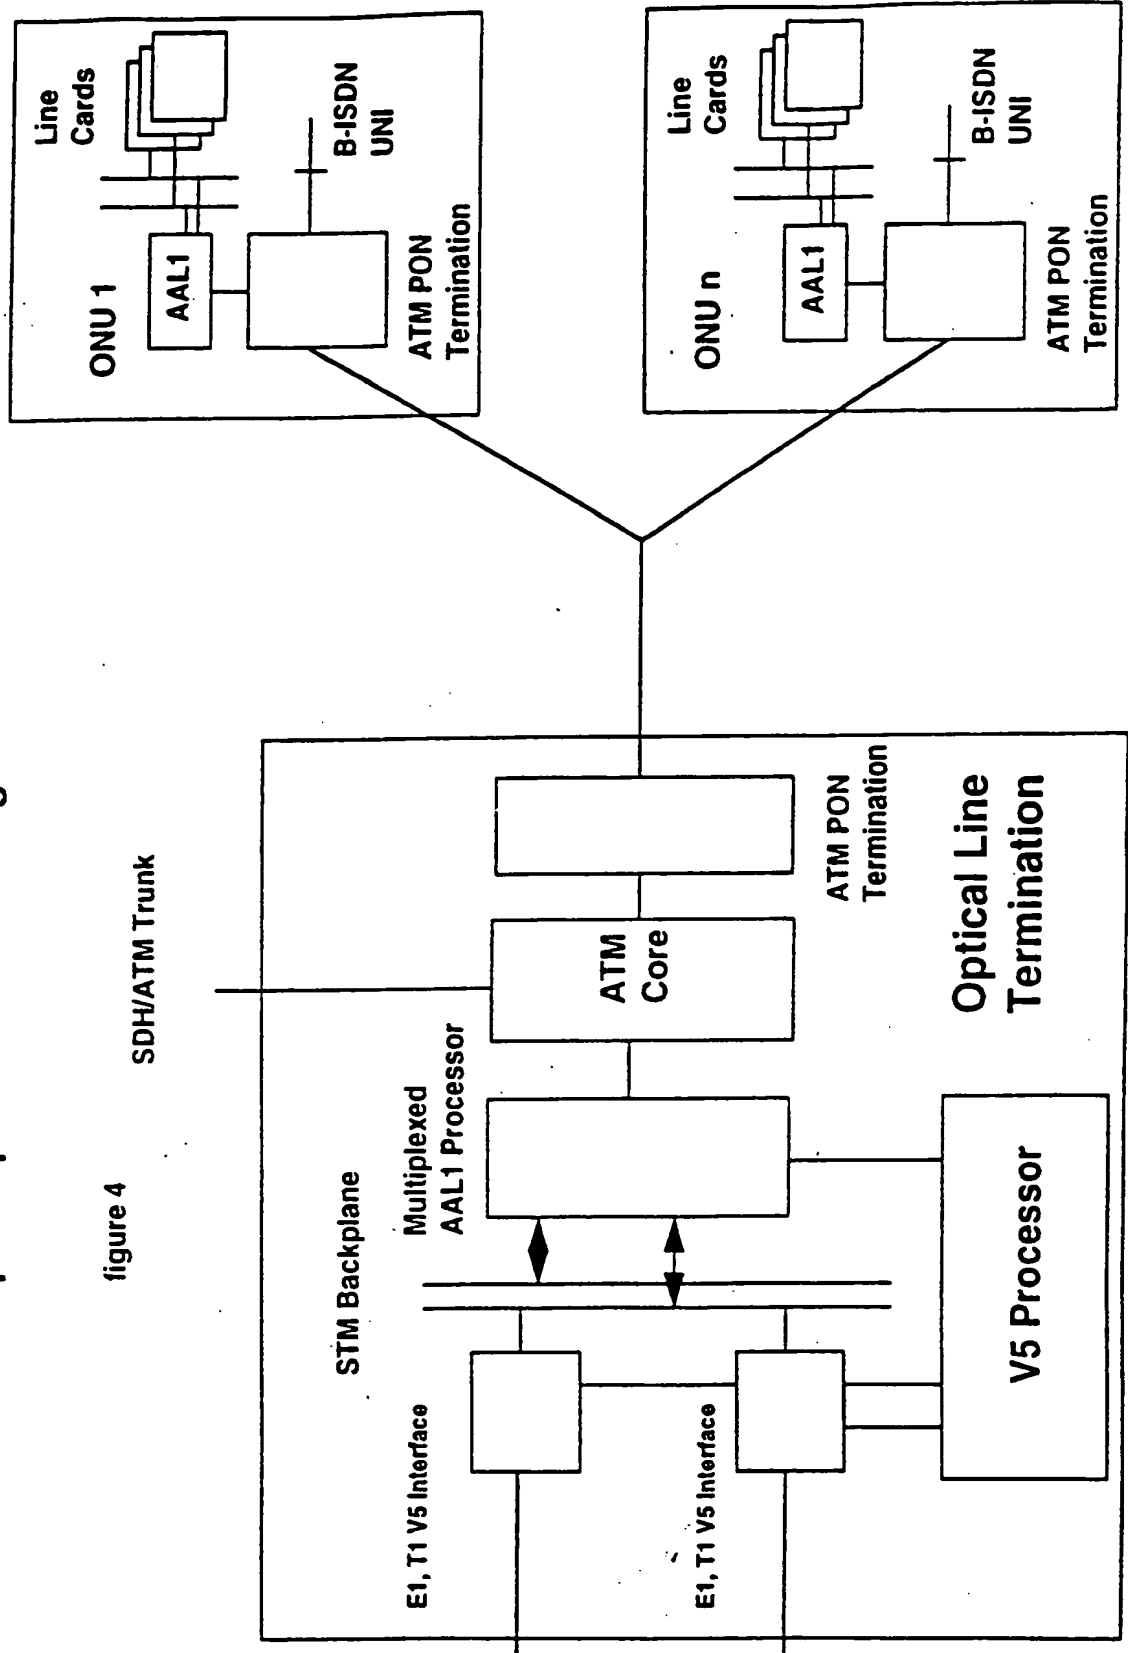 figure 4
SDH/ATM Trunk
STM Backplane
Multiplexed
AAL1 Processor
ATM
Core
ATM PON
Termination
E1, T1 V5 Interface
E1, T1 V5 Interface
V5 Processor
Optical Line
Termination
ONU 1
AAL1
Line
Cards
B-ISDN
UNI
ATM PON
Termination
ONU n
AAL1
Line
Cards
B-ISDN
UNI
ATM PON
Termination